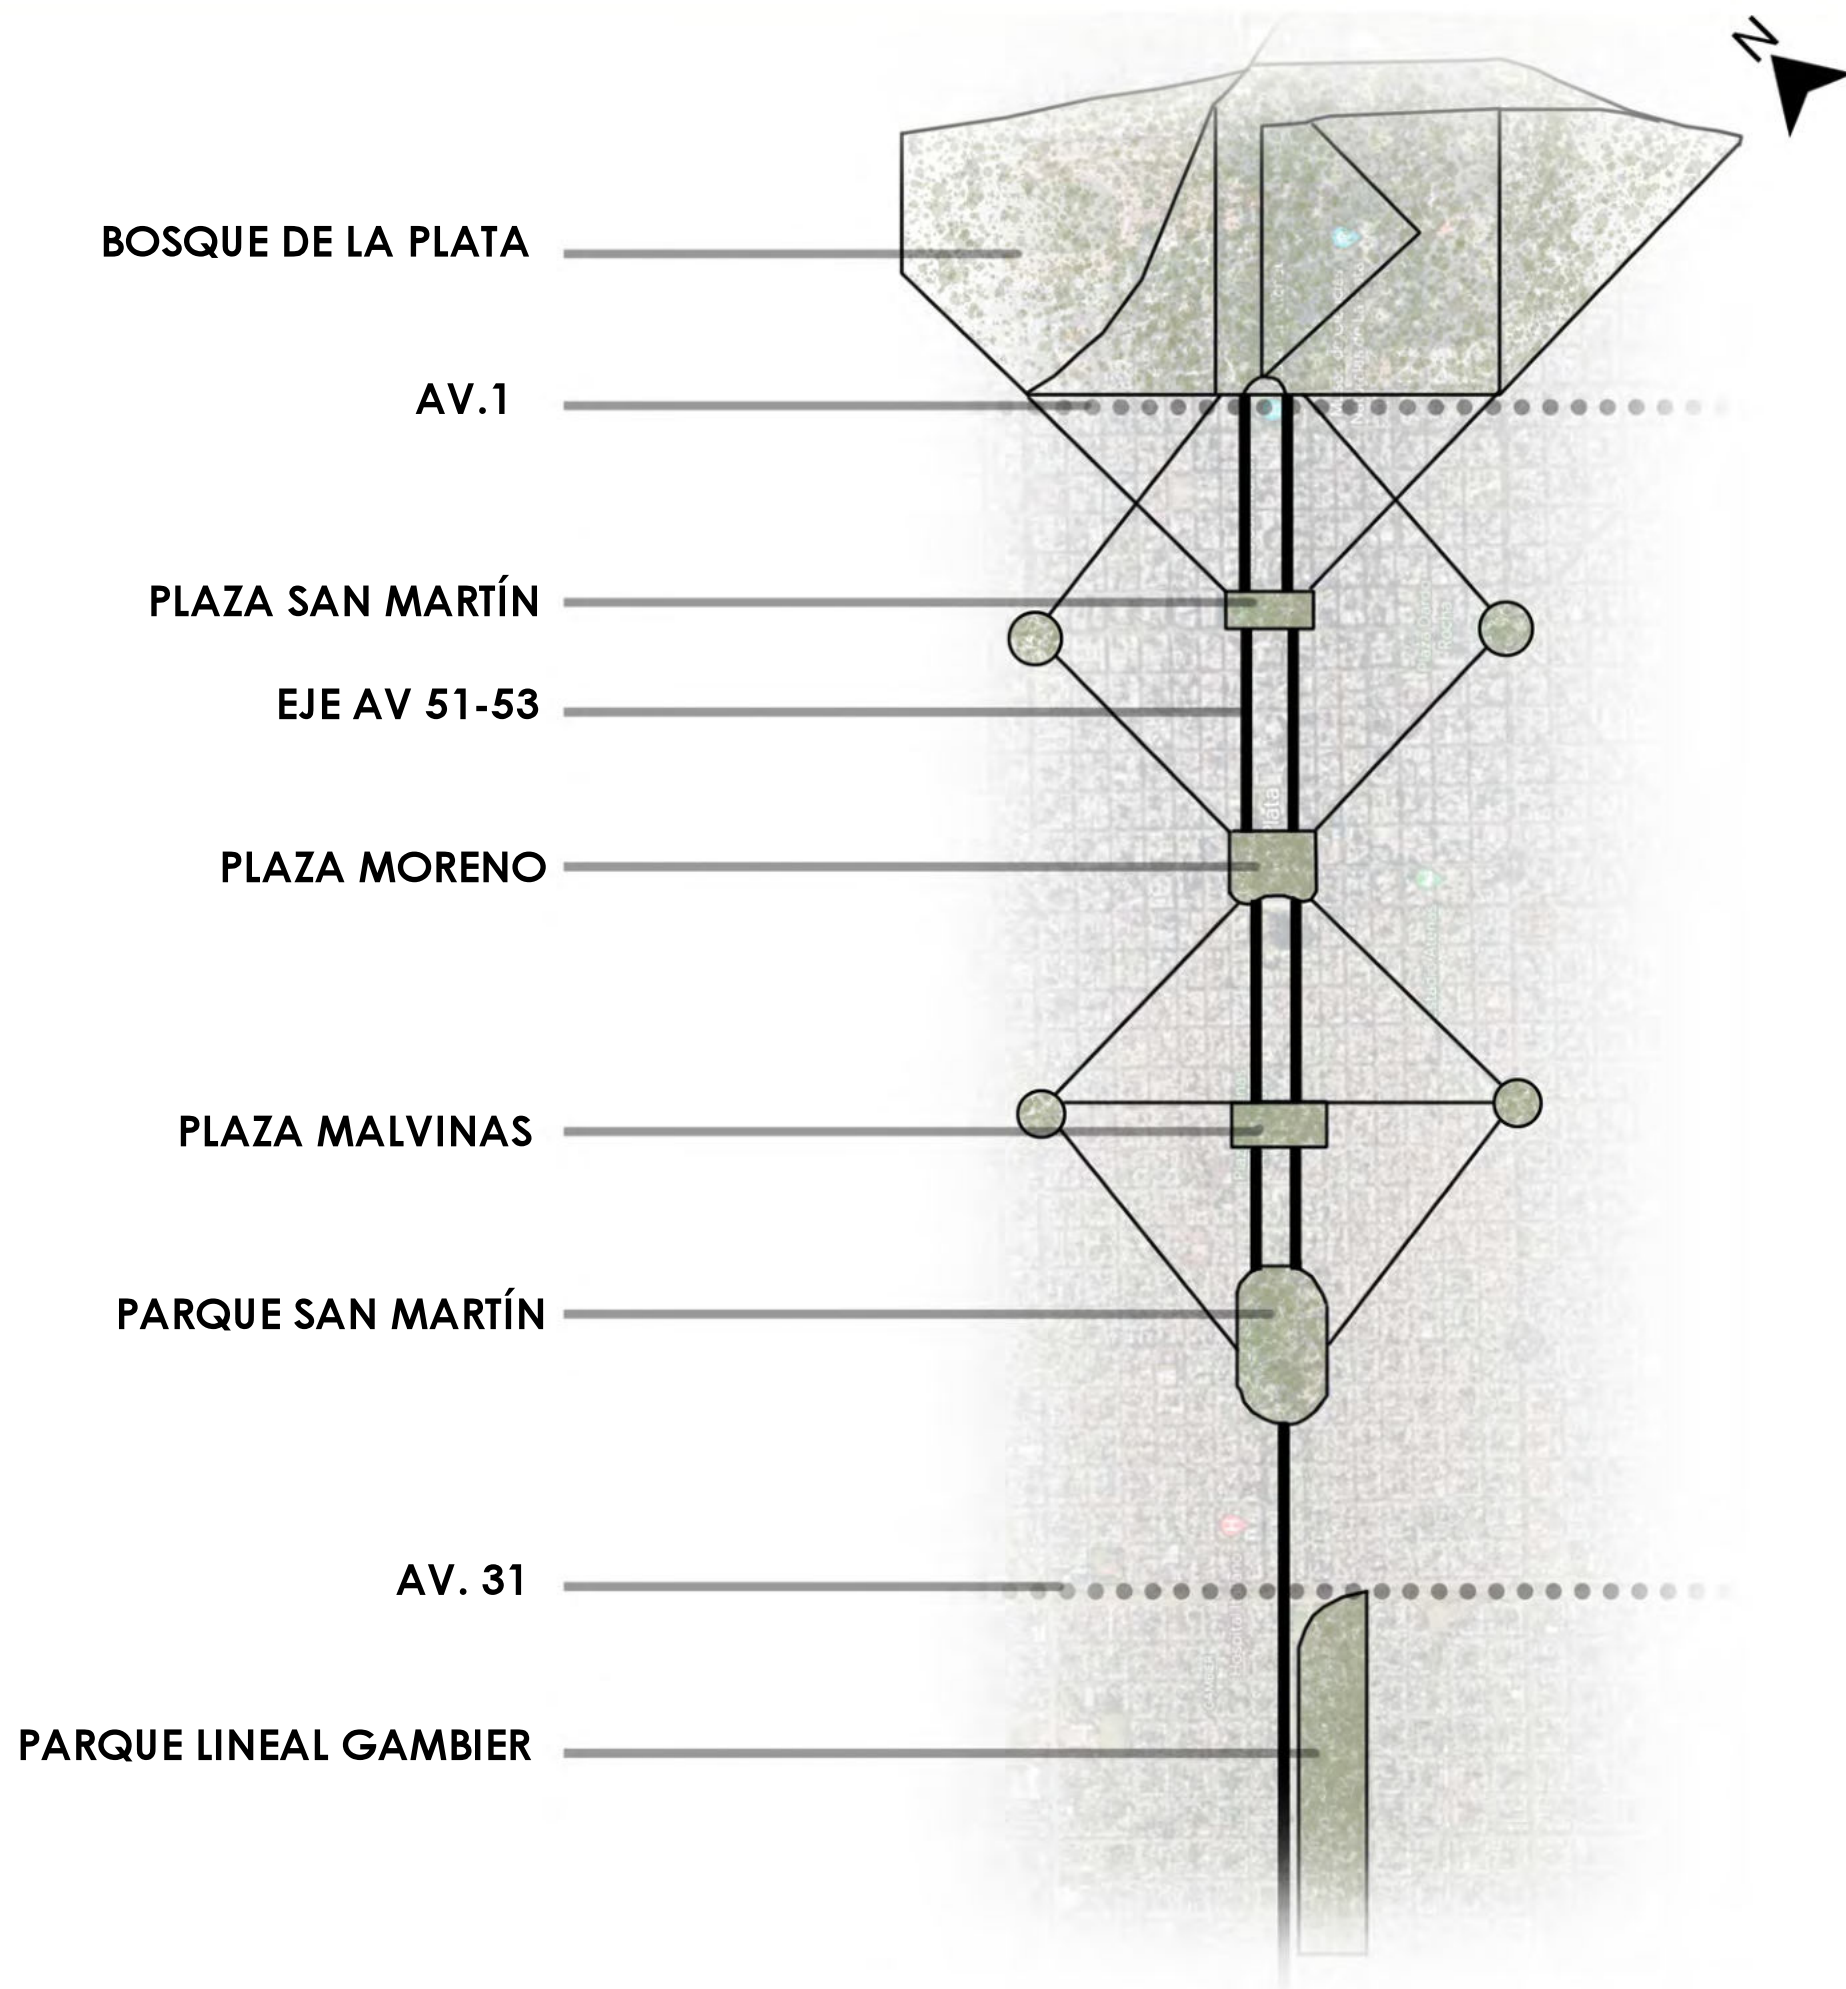 N
BOSQUE DE LA PLATA
AV.1
PLAZA SAN MARTÍN
EJE AV 51-53
PLAZA MORENO
PLAZA MALVINAS
PARQUE SAN MARTÍN
AV. 31
PARQUE LINEAL GAMBIER